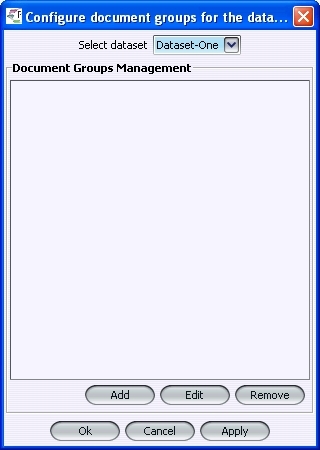 Configure document groups for the data...
Select dataset Dataset-One
Document Groups Management
Add Edit Remove
Ok Cancel Apply